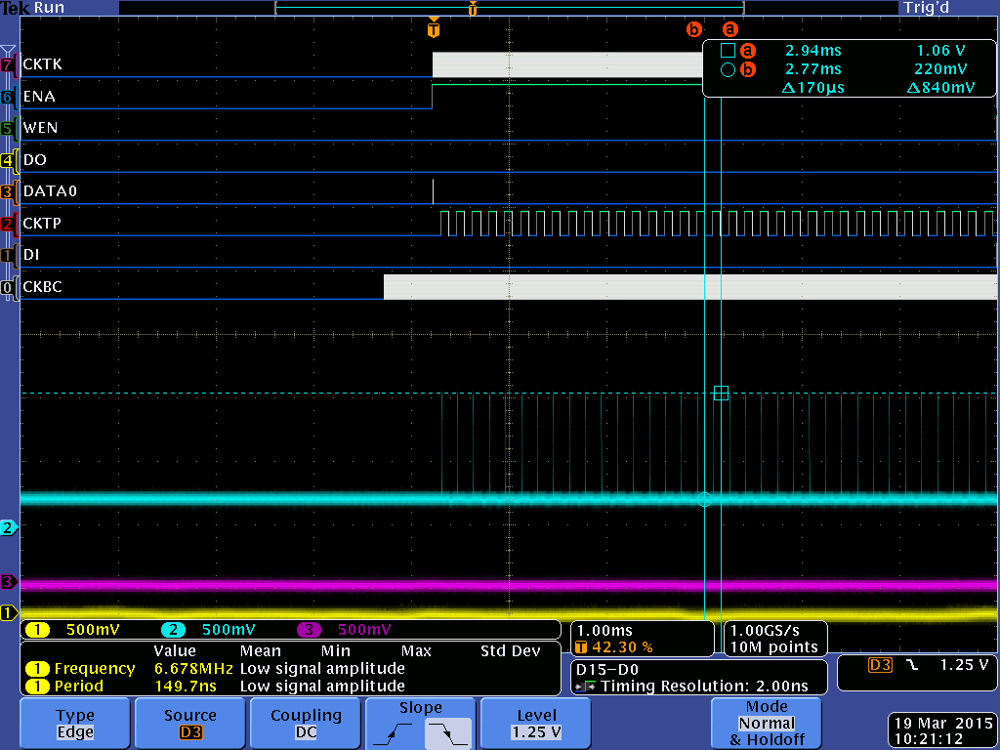 Tek Run Trig'd
T
T
b a
a 2.94ms 1.06 V
b 2.77ms 220mV
Δ170µs Δ840mV
7 CKTK
6 ENA
5 WEN
4 DO
3 DATA0
2 CKTP
1 DI
0 CKBC
2
3
1
1 500mV 2 500mV 3 500mV
1.00ms
T 42.30 %
1.00GS/s
10M points
Value Mean Min Max Std Dev
1 Frequency 6.678MHz Low signal amplitude
1 Period 149.7ns Low signal amplitude
D15-D0
Timing Resolution: 2.00ns
D3 1.25 V
Type
Edge
Source
D3
Coupling
DC
Slope
Level
1.25 V
Mode
Normal
& Holdoff
19 Mar 2015
10:21:12